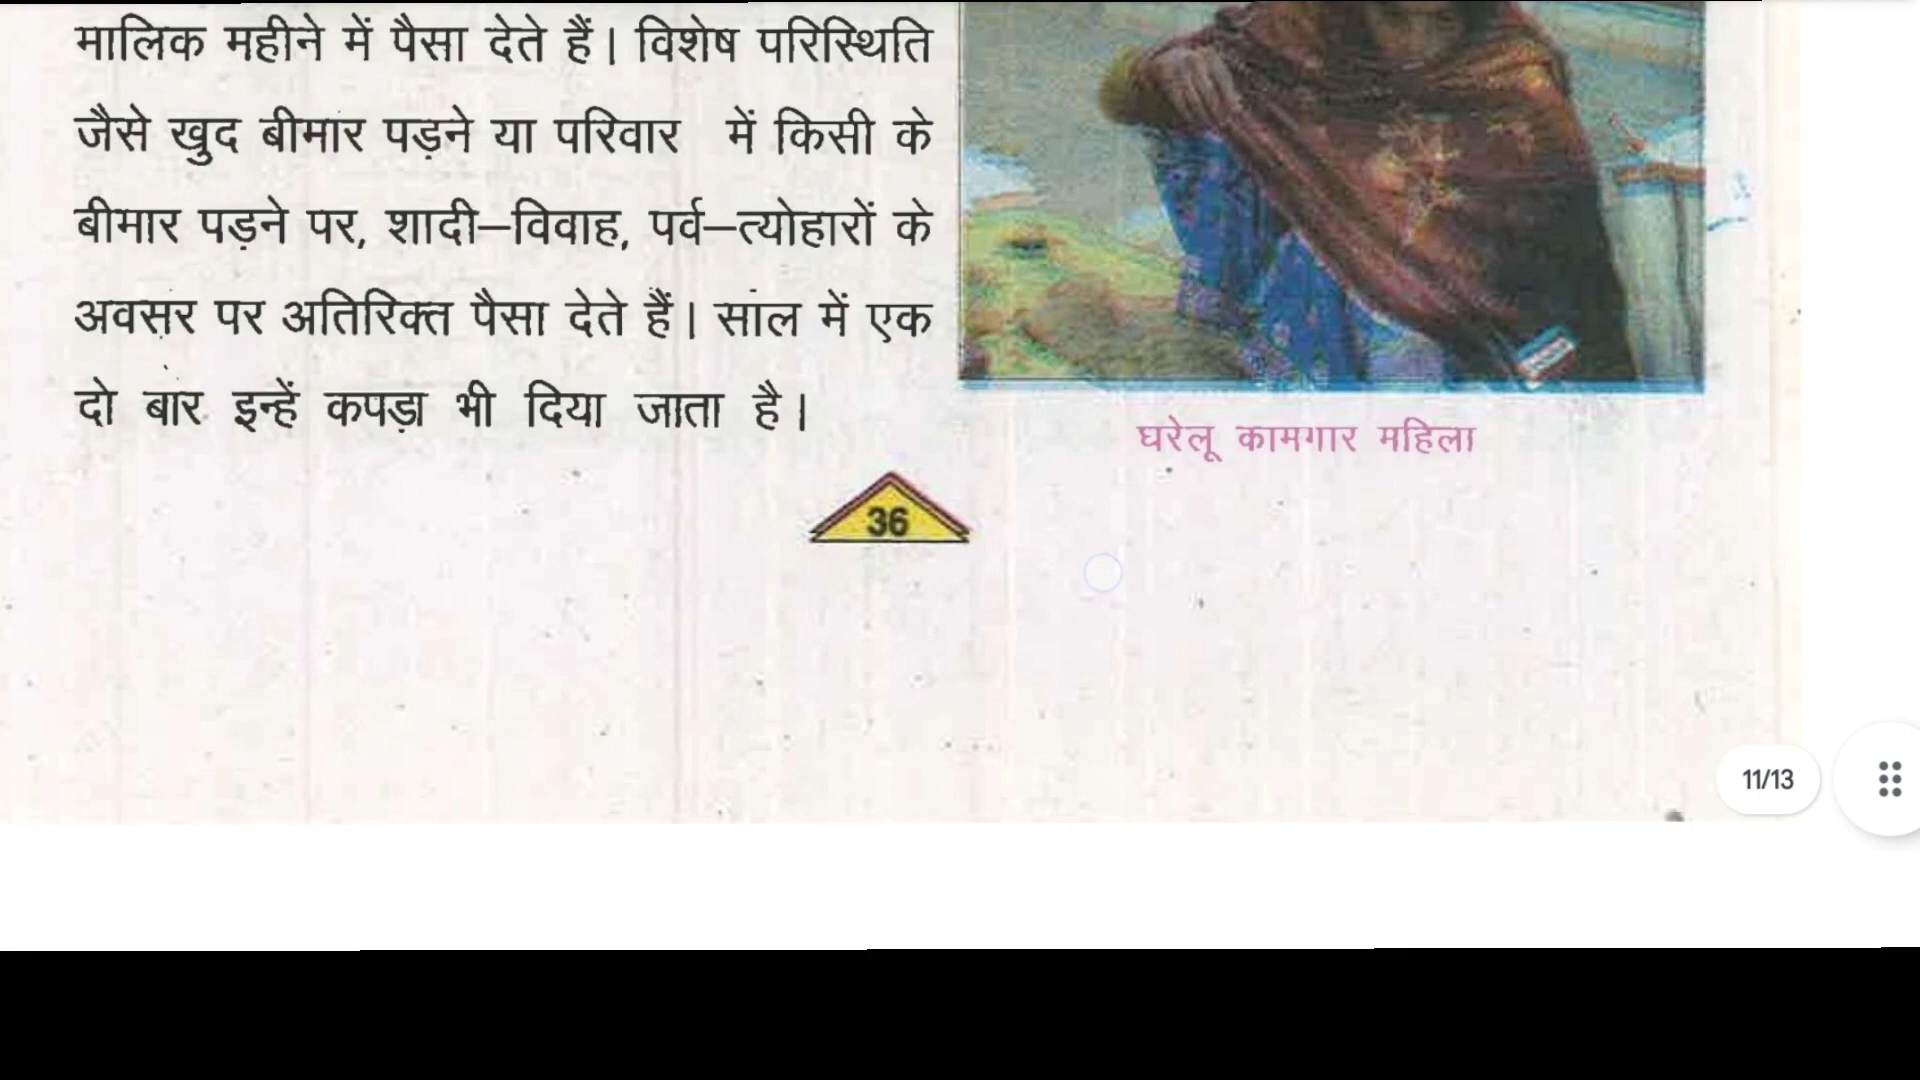 मालिक महीने में पैसा देते हैं। विशेष परिस्थिति
जैसे खुद बीमार पड़ने या परिवार में किसी के
बीमार पड़ने पर, शादी–विवाह, पर्व–त्योहारों के
अवसर पर अतिरिक्त पैसा देते हैं। साल में एक
दो बार इन्हें कपड़ा भी दिया जाता है।
घरेलू कामगार महिला
36
11/13